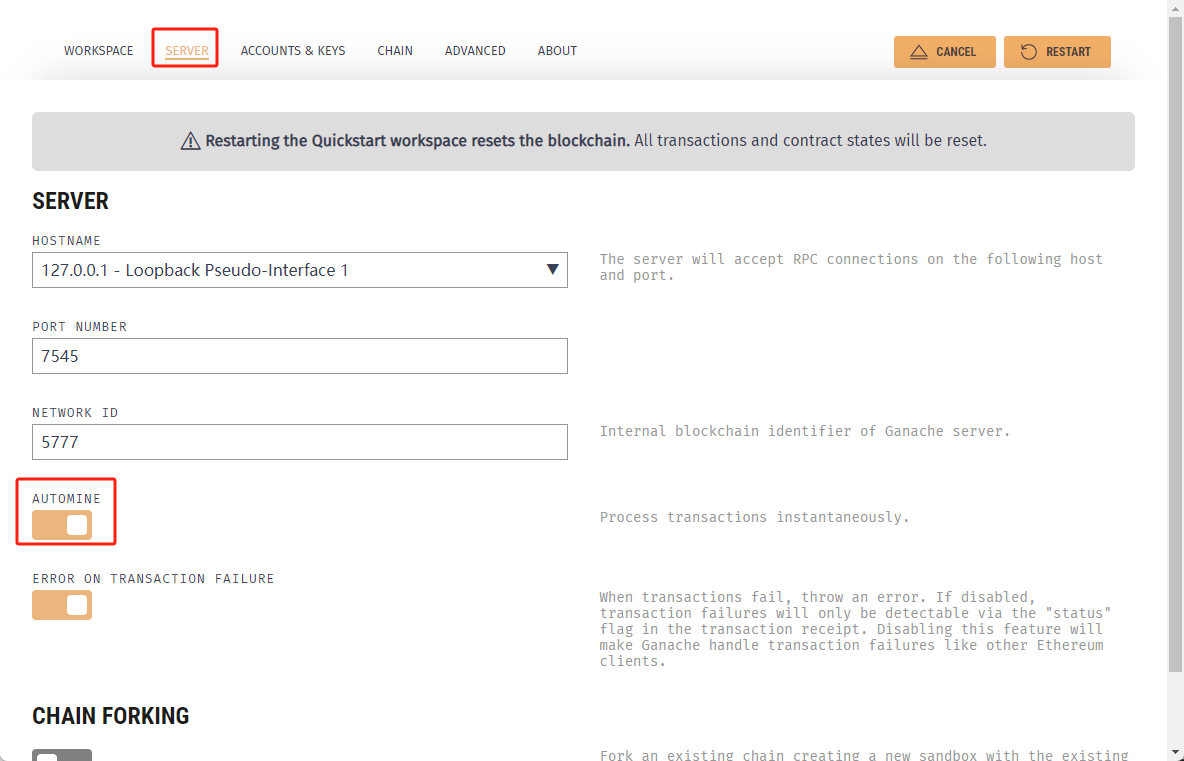 WORKSPACE SERVER ACCOUNTS & KEYS CHAIN ADVANCED ABOUT CANCEL RESTART
Restarting the Quickstart workspace resets the blockchain. All transactions and contract states will be reset.
SERVER
HOSTNAME
127.0.0.1 - Loopback Pseudo-Interface 1
The server will accept RPC connections on the following host
and port.
PORT NUMBER
7545
NETWORK ID
5777
Internal blockchain identifier of Ganache server.
AUTOMINE
Process transactions instantaneously.
ERROR ON TRANSACTION FAILURE
When transactions fail, throw an error. If disabled,
transaction failures will only be detectable via the "status"
flag in the transaction receipt. Disabling this feature will
make Ganache handle transaction failures like other Ethereum
clients.
CHAIN FORKING
Fork an existing chain creating a new sandbox with the existing